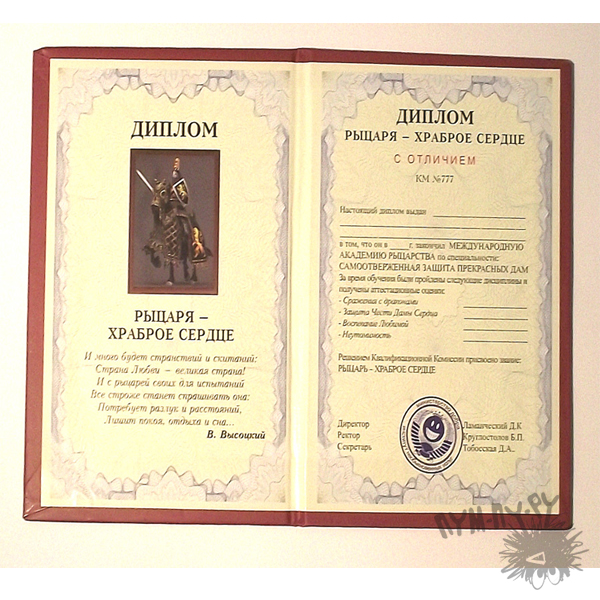 ДИПЛОМ
РЫЦАРЯ –
ХРАБРОЕ СЕРДЦЕ
И много будет странствий и скитаний:
Страна Любви – великая страна!
И с рыцарей своих для испытаний
Все строже станет спрашивать она:
Потребует разлук и расстояний,
Лишит покоя, отдыха и сна...
В. Высоцкий
ДИПЛОМ
РЫЦАРЯ – ХРАБРОЕ СЕРДЦЕ
С ОТЛИЧИЕМ
КМ №777
Настоящий диплом выдан
в том, что он в ____ г. закончил МЕЖДУНАРОДНУЮ
АКАДЕМИЮ РЫЦАРСТВА по специальности:
САМООТВЕРЖЕННАЯ ЗАЩИТА ПРЕКРАСНЫХ ДАМ
За время обучения были пройдены следующие дисциплины и
получены аттестационные оценки:
- Сражения с драконами
- Защита Чести Дамы Сердца
- Воспевание Любимой
- Неутомимость
Решением Квалификационной Комиссии присвоено звание:
РЫЦАРЬ – ХРАБРОЕ СЕРДЦЕ
Директор Ламанческий Д.К
Ректор Круглостолов Б.П.
Секретарь Тобосская Д.А..
ПУМ-ПУ.РУ